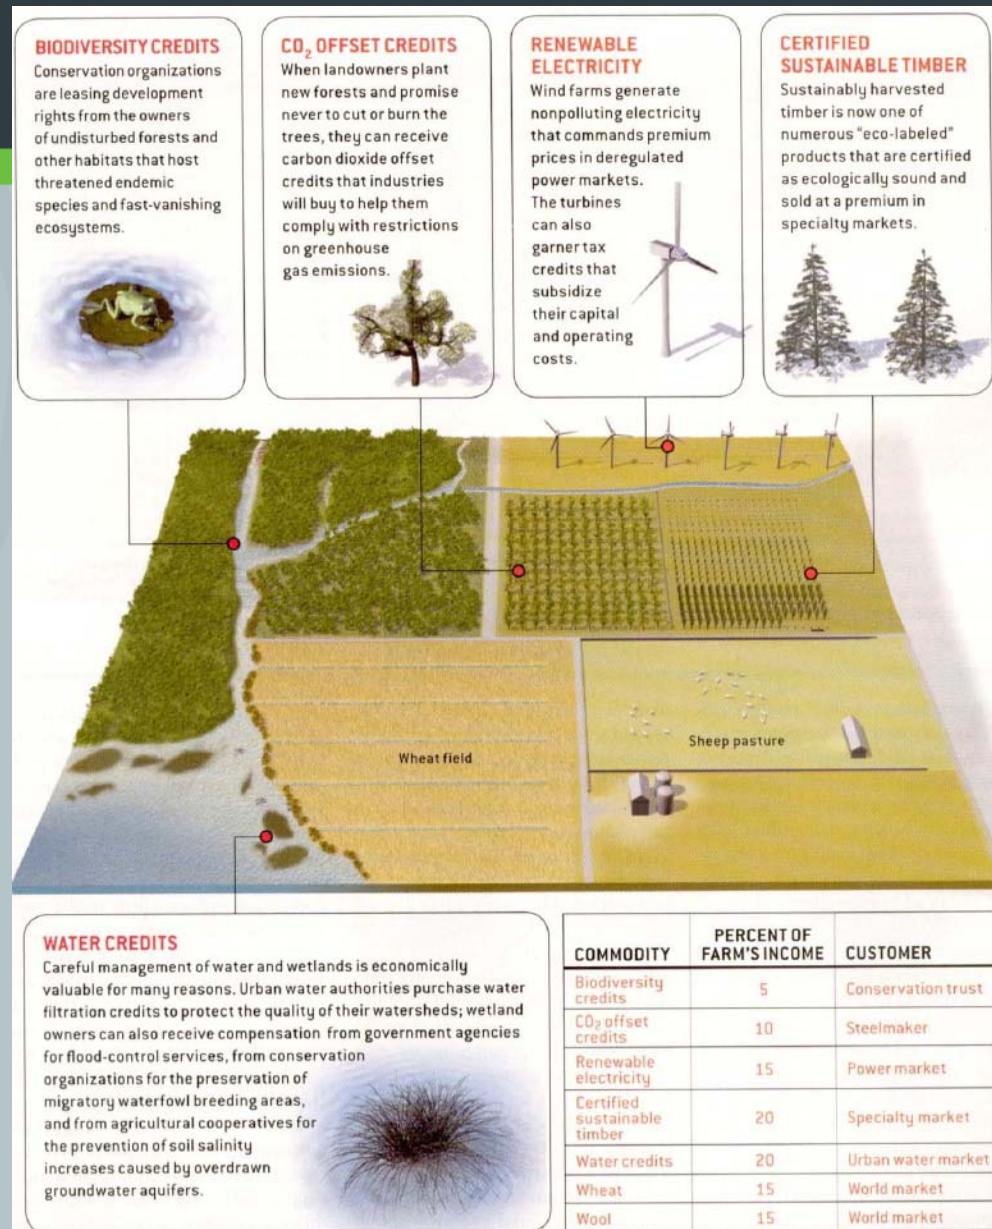 BIODIVERSITY CREDITS
Conservation organizations
are leasing development
rights from the owners
of undisturbed forests and
other habitats that host
threatened endemic
species and fast-vanishing
ecosystems.
CO₂ OFFSET CREDITS
When landowners plant
new forests and promise
never to cut or burn the
trees, they can receive
carbon dioxide offset
credits that industries
will buy to help them
comply with restrictions
on greenhouse
gas emissions.
RENEWABLE
ELECTRICITY
Wind farms generate
nonpolluting electricity
that commands premium
prices in deregulated
power markets.
The turbines
can also
garner tax
credits that
subsidize
their capital
and operating
costs.
CERTIFIED
SUSTAINABLE TIMBER
Sustainably harvested
timber is now one of
numerous "eco-labeled"
products that are certified
as ecologically sound and
sold at a premium in
specialty markets.
Wheat field
Sheep pasture
WATER CREDITS
Careful management of water and wetlands is economically
valuable for many reasons. Urban water authorities purchase water
filtration credits to protect the quality of their watersheds; wetland
owners can also receive compensation from government agencies
for flood-control services, from conservation
organizations for the preservation of
migratory waterfowl breeding areas,
and from agricultural cooperatives for
the prevention of soil salinity
increases caused by overdrawn
groundwater aquifers.
COMMODITY PERCENT OF FARM'S INCOME CUSTOMER
Biodiversity credits 5 Conservation trust
CO₂ offset credits 10 Steelmaker
Renewable electricity 15 Power market
Certified sustainable timber 20 Specialty market
Water credits 20 Urban water market
Wheat 15 World market
Wool 15 World market